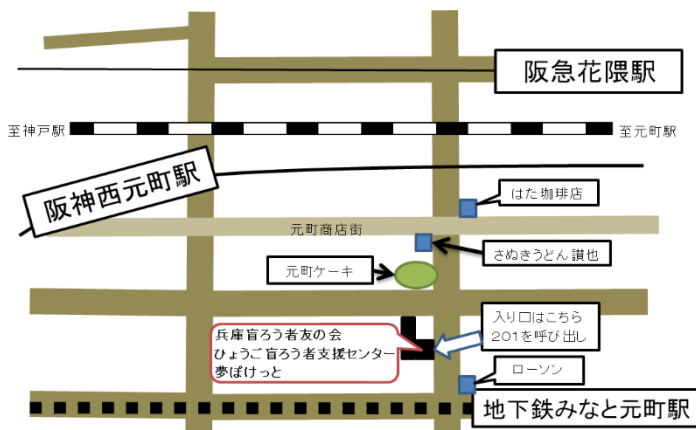 阪急花隈駅
至神戸駅
至元町駅
阪神西元町駅
はた珈琲店
元町商店街
さぬきうどん讃也
元町ケーキ
入り口はこちら
201を呼び出し
兵庫盲ろう者友の会
ひょうご盲ろう者支援センター
夢ぽけっと
ローソン
地下鉄みなと元町駅